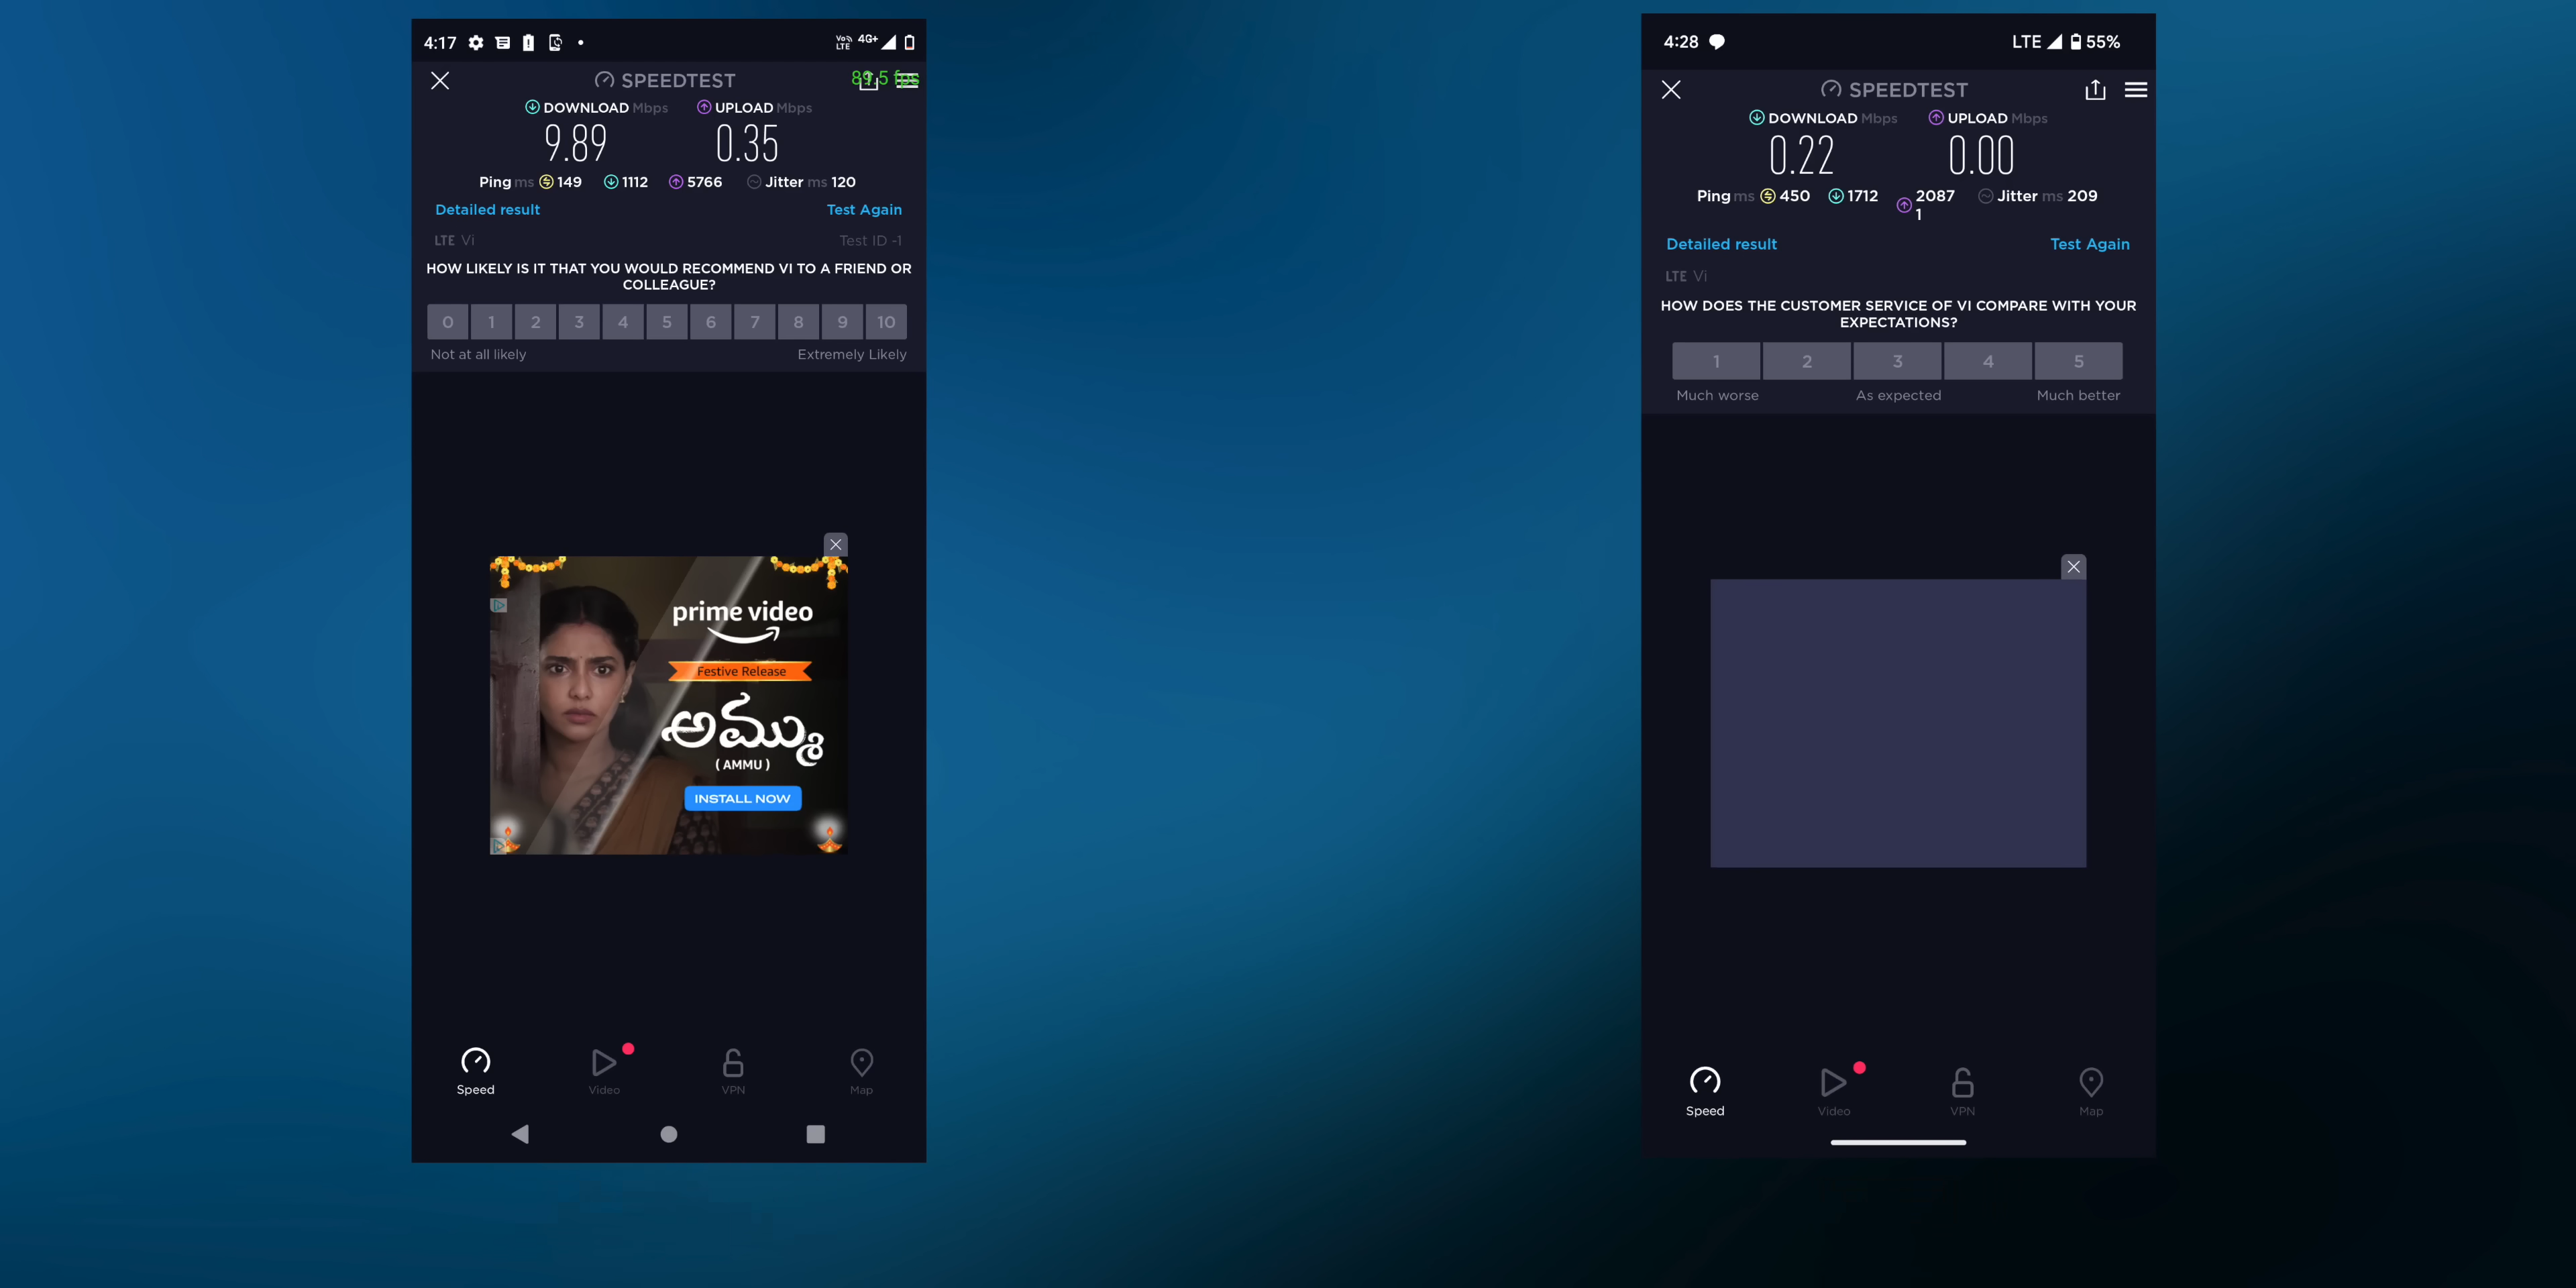 4:17
Vo LTE 4G+
SPEEDTEST
89.5 fps
DOWNLOAD Mbps UPLOAD Mbps
9.89 0.35
Ping ms 149 1112 5766 Jitter ms 120
Detailed result Test Again
LTE Vi Test ID -1
HOW LIKELY IS IT THAT YOU WOULD RECOMMEND VI TO A FRIEND OR
COLLEAGUE?
0 1 2 3 4 5 6 7 8 9 10
Not at all likely Extremely Likely
prime video
Festive Release
అమ్ము
( AMMU )
INSTALL NOW
Speed Video VPN Map
4:28 LTE 55%
SPEEDTEST
DOWNLOAD Mbps UPLOAD Mbps
0.22 0.00
Ping ms 450 1712 2087 Jitter ms 209
1
Detailed result Test Again
LTE Vi
HOW DOES THE CUSTOMER SERVICE OF VI COMPARE WITH YOUR
EXPECTATIONS?
1 2 3 4 5
Much worse As expected Much better
Speed Video VPN Map